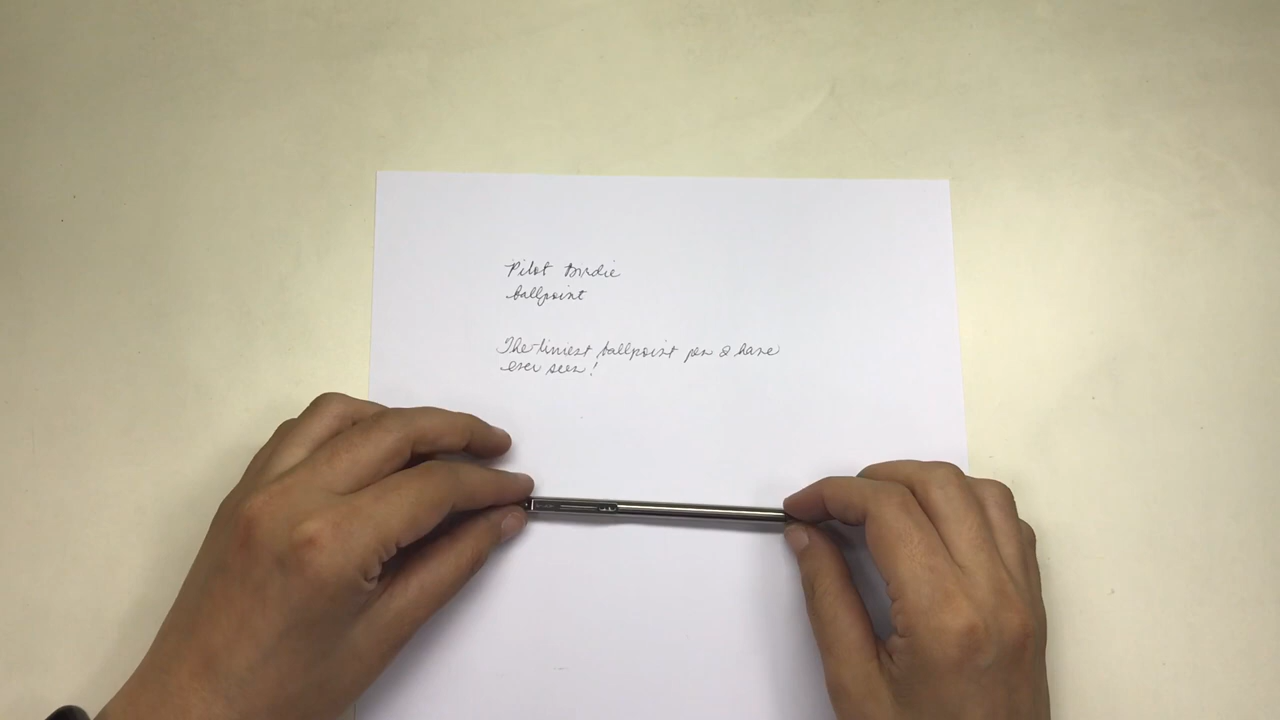 Pilot Birdie
ballpoint
The tiniest ballpoint pen I have
ever seen!